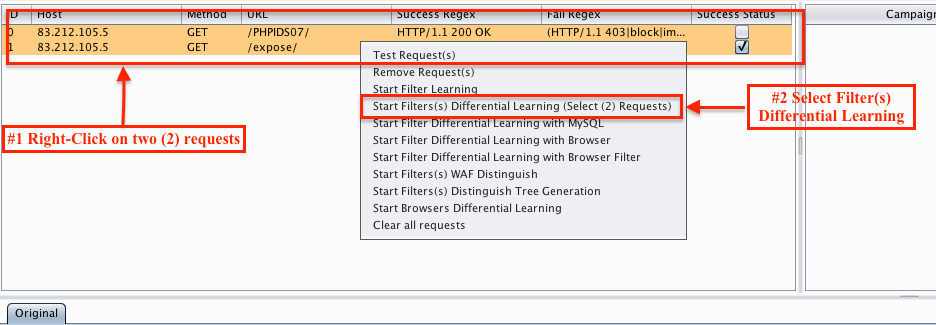 ID Host Method URL Success Regex Fail Regex Success Status Campaign
0 83.212.105.5 GET /PHPIDS07/ HTTP/1.1 200 OK (HTTP/1.1 403|block|im...
1 83.212.105.5 GET /expose/
Test Request(s)
Remove Request(s)
Start Filter Learning
Start Filters(s) Differential Learning (Select (2) Requests)
Start Filter Differential Learning with MySQL
Start Filter Differential Learning with Browser
Start Filter Differential Learning with Browser Filter
Start Filters(s) WAF Distinguish
Start Filters(s) Distinguish Tree Generation
Start Browsers Differential Learning
Clear all requests
#1 Right-Click on two (2) requests
#2 Select Filter(s)
Differential Learning
Original